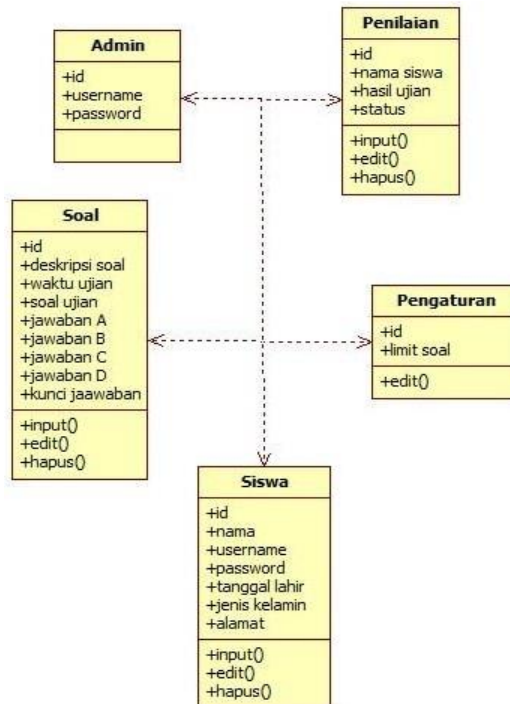 Admin
+id
+username
+password
Penilaian
+id
+nama siswa
+hasil ujian
+status
+input()
+edit()
+hapus()
Soal
+id
+deskripsi soal
+waktu ujian
+soal ujian
+jawaban A
+jawaban B
+jawaban C
+jawaban D
+kunci jaawaban
+input()
+edit()
+hapus()
Pengaturan
+id
+limit soal
+edit()
Siswa
+id
+nama
+username
+password
+tanggal lahir
+jenis kelamin
+alamat
+input()
+edit()
+hapus()